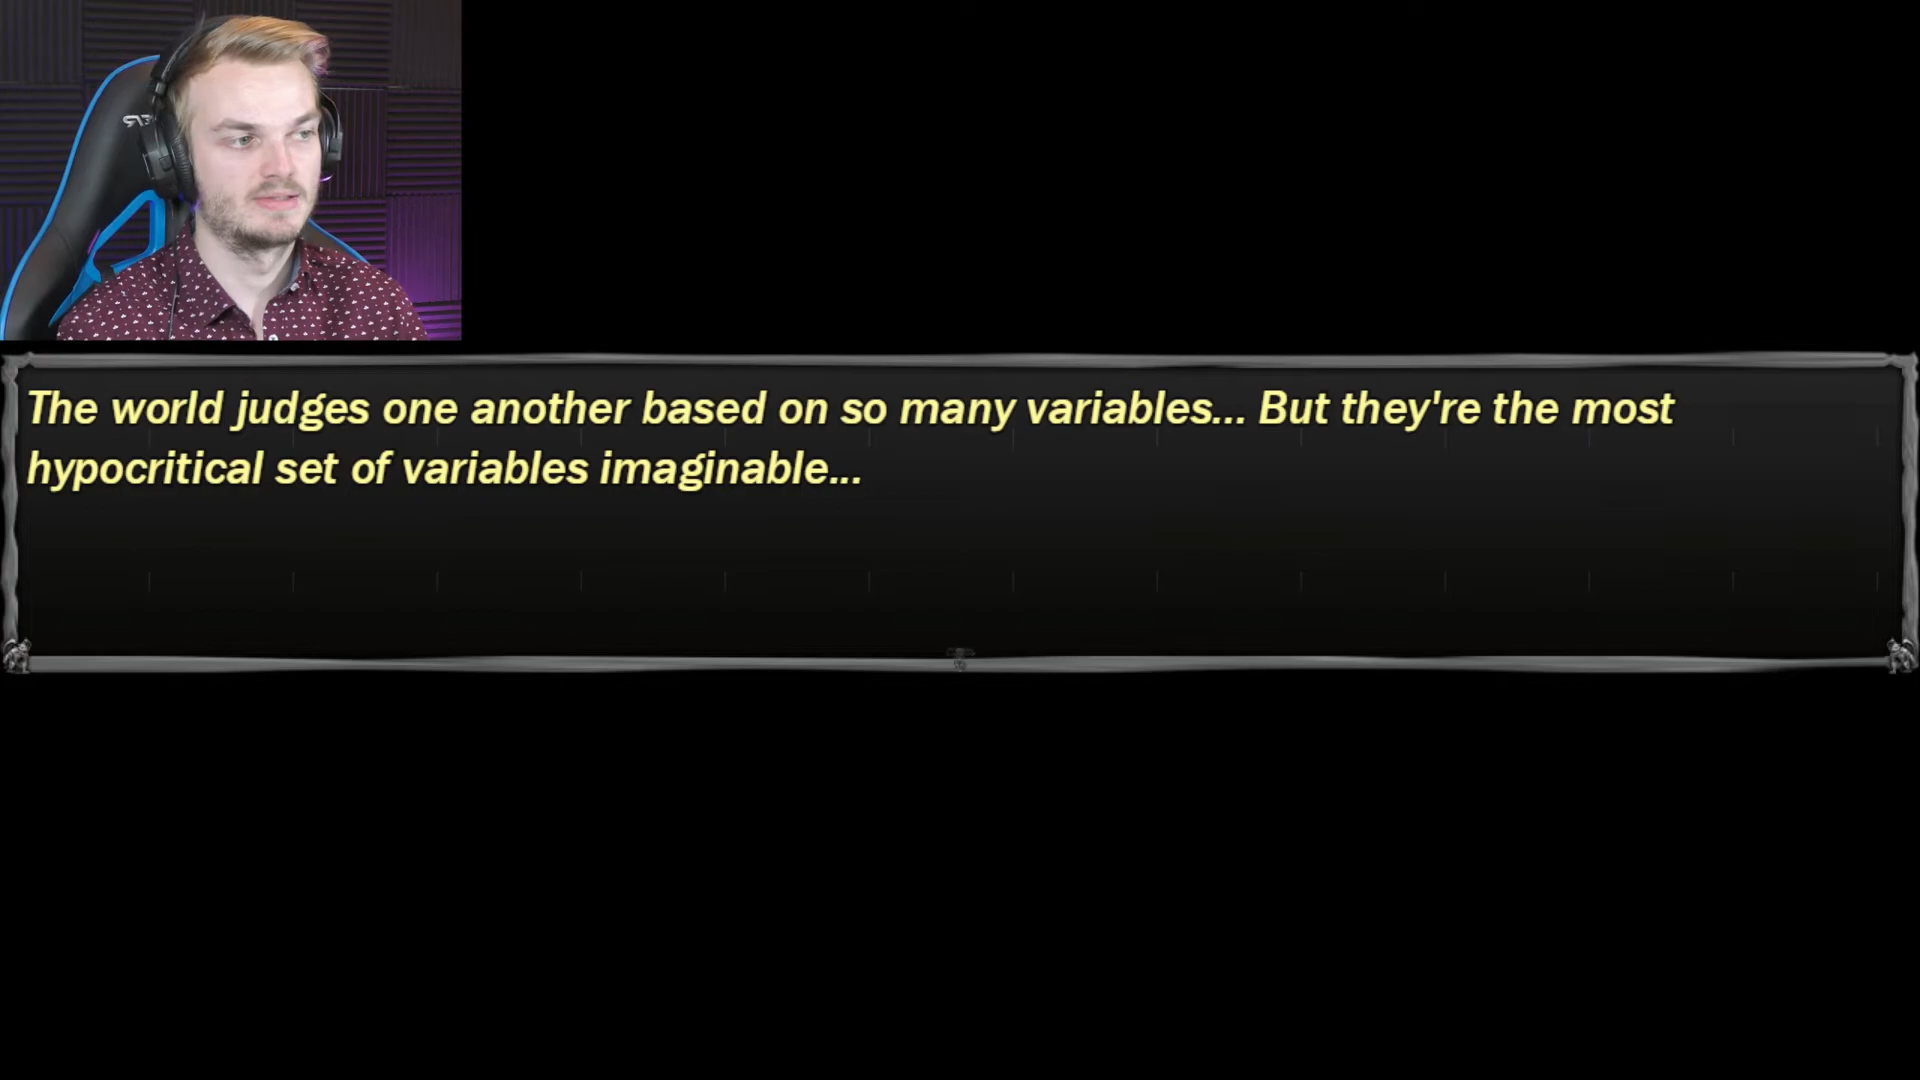 The world judges one another based on so many variables... But they're the most
hypocritical set of variables imaginable...